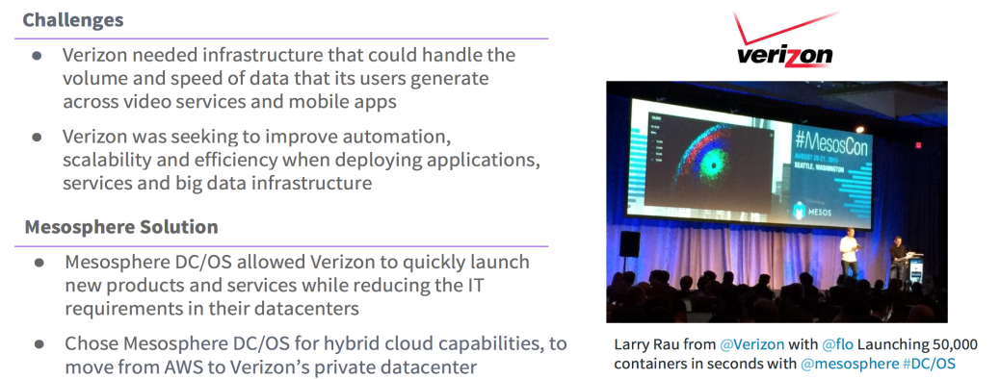 Challenges
● Verizon needed infrastructure that could handle the
volume and speed of data that its users generate
across video services and mobile apps
● Verizon was seeking to improve automation,
scalability and efficiency when deploying applications,
services and big data infrastructure
Mesosphere Solution
● Mesosphere DC/OS allowed Verizon to quickly launch
new products and services while reducing the IT
requirements in their datacenters
● Chose Mesosphere DC/OS for hybrid cloud capabilities, to
move from AWS to Verizon’s private datacenter
verizon
#MesosCon
AUGUST 20-21, 2015
SEATTLE, WASHINGTON
MESOS
Larry Rau from @Verizon with @flo Launching 50,000
containers in seconds with @mesosphere #DC/OS